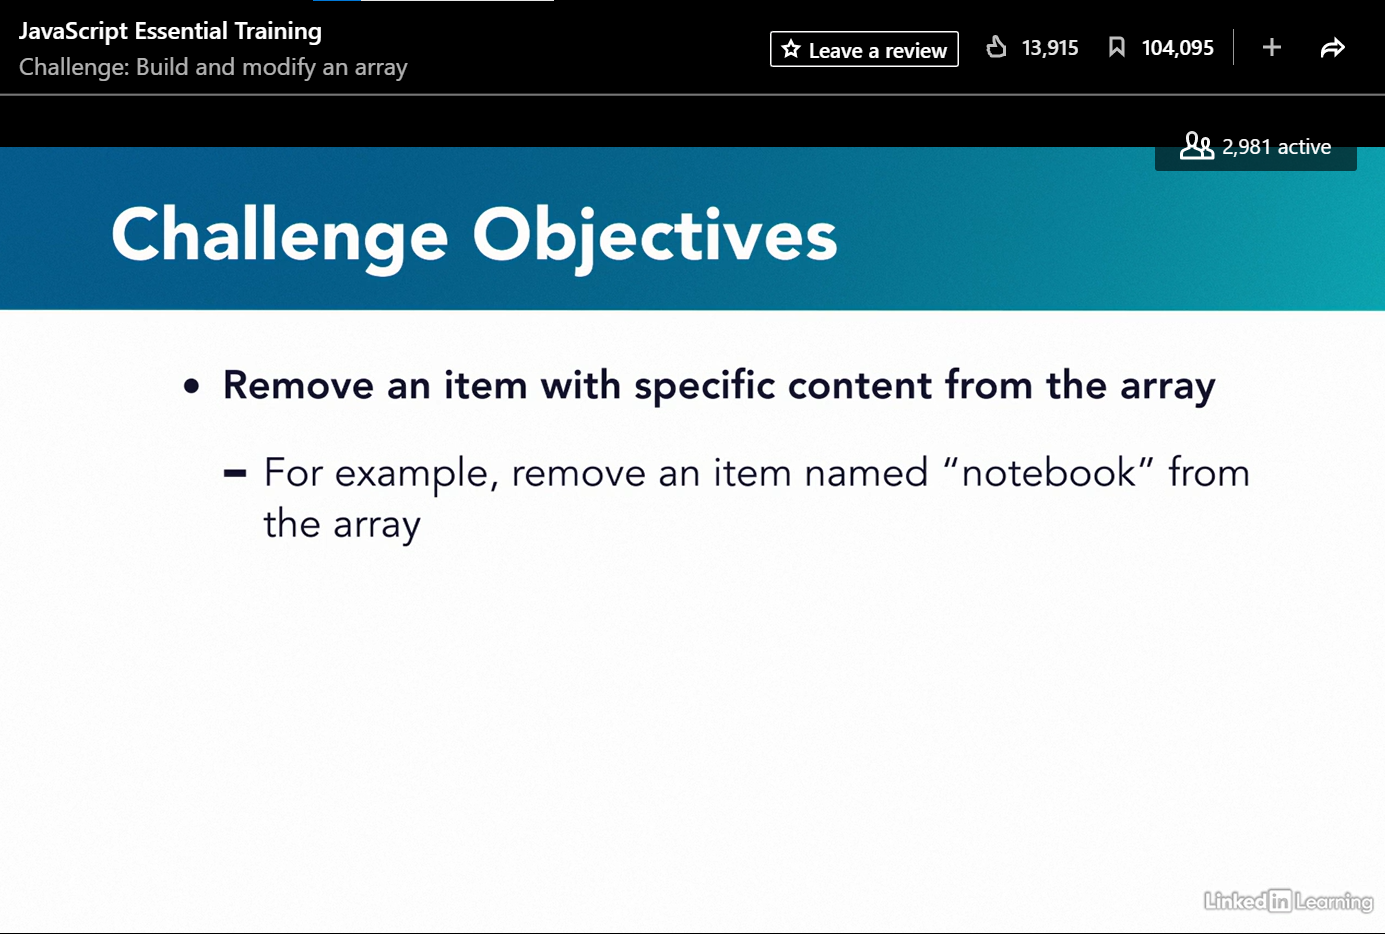 JavaScript Essential Training
Challenge: Build and modify an array
Leave a review
13,915
104,095
2,981 active
Challenge Objectives
• Remove an item with specific content from the array
– For example, remove an item named “notebook” from
the array
Linked in Learning